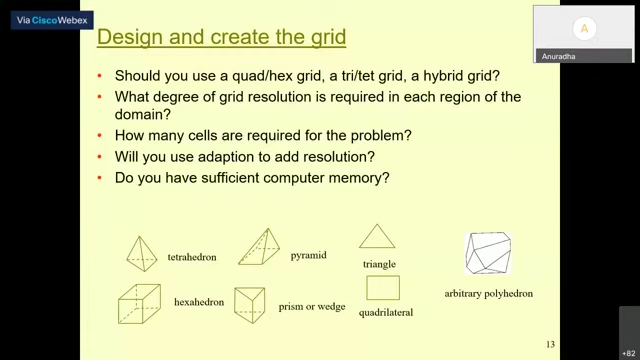 Via Cisco Webex
Design and create the grid
A
Anuradha
• Should you use a quad/hex grid, a tri/tet grid, a hybrid grid?
• What degree of grid resolution is required in each region of the
domain?
• How many cells are required for the problem?
• Will you use adaption to add resolution?
• Do you have sufficient computer memory?
tetrahedron
pyramid
triangle
arbitrary polyhedron
hexahedron
prism or wedge
quadrilateral
13
+82